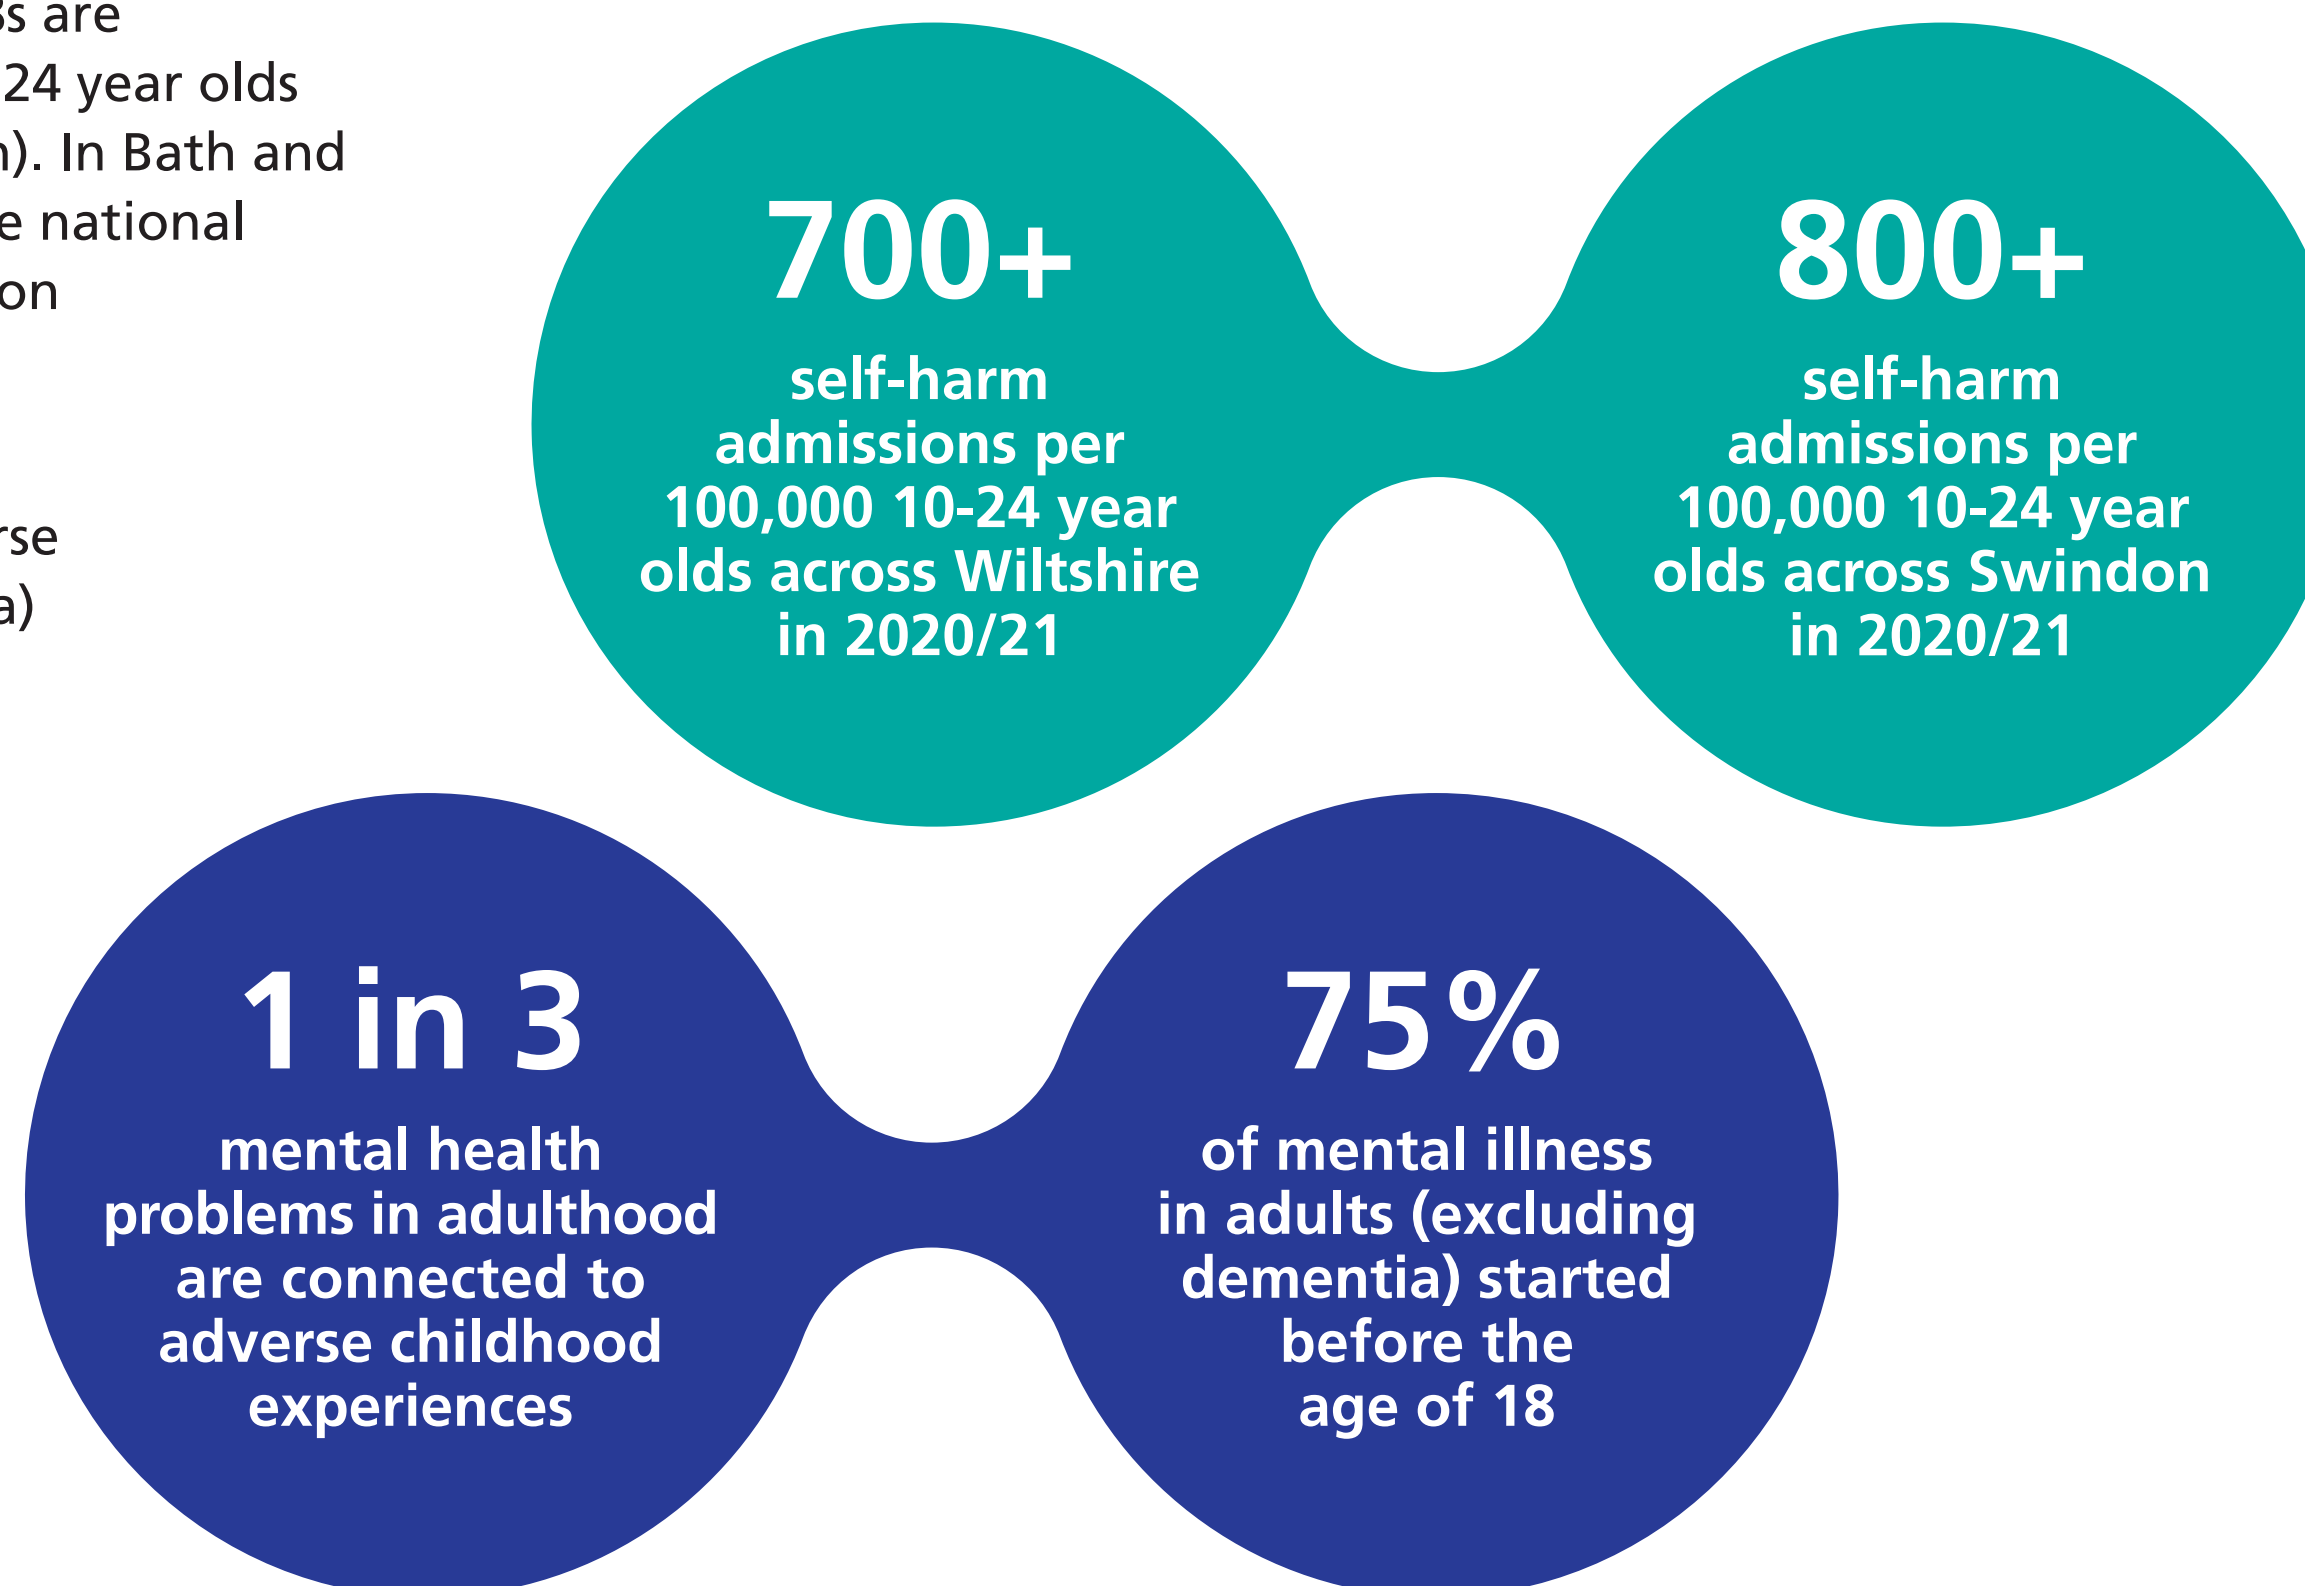 are
24 year olds
In Bath and
national
700+
self-harm
admissions per
100,000 10-24 year
olds across Wiltshire
in 2020/21
800+
self-harm
admissions per
100,000 10-24 year
olds across Swindon
in 2020/21
1 in 3
mental health
problems in adulthood
are connected to
adverse childhood
experiences
75%
of mental illness
in adults (excluding
dementia) started
before the
age of 18